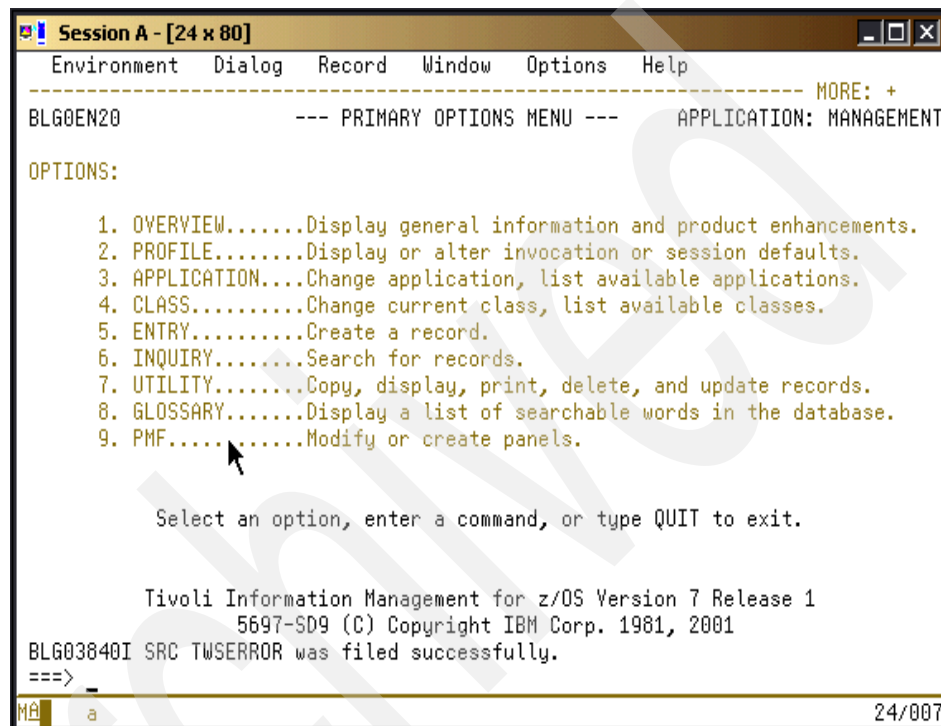 Session A - [24 x 80]
Environment Dialog Record Window Options Help
---------------------------------------------------------------------- MORE: +
BLG0EN20 --- PRIMARY OPTIONS MENU --- APPLICATION: MANAGEMENT
OPTIONS:
1. OVERVIEW.......Display general information and product enhancements.
2. PROFILE........Display or alter invocation or session defaults.
3. APPLICATION....Change application, list available applications.
4. CLASS..........Change current class, list available classes.
5. ENTRY..........Create a record.
6. INQUIRY........Search for records.
7. UTILITY........Copy, display, print, delete, and update records.
8. GLOSSARY.......Display a list of searchable words in the database.
9. PMF............Modify or create panels.
Select an option, enter a command, or type QUIT to exit.
Tivoli Information Management for z/OS Version 7 Release 1
5697-SD9 (C) Copyright IBM Corp. 1981, 2001
BLG03840I SRC TWSERROR was filed successfully.
===> _
MA a 24/007